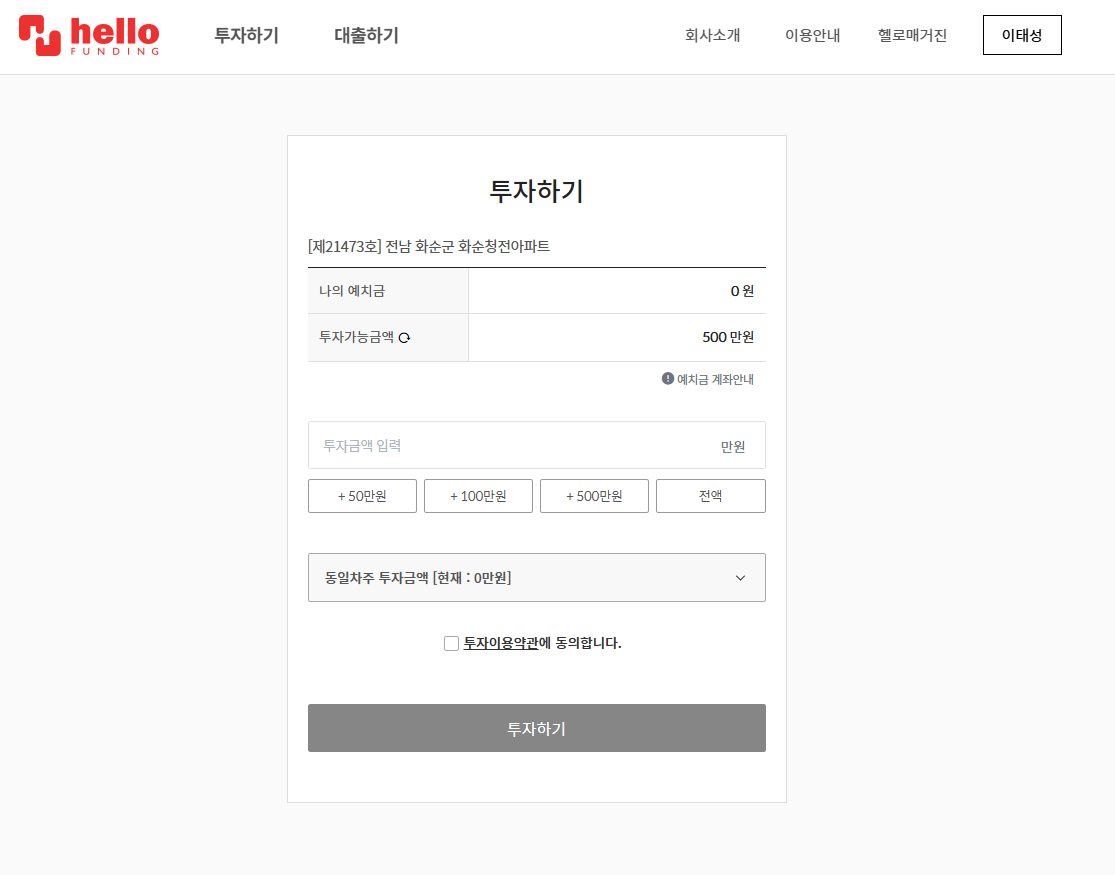 hello
FUNDING
투자하기
대출하기
회사소개
이용안내
헬로매거진
이태성
투자하기
[제21473호] 전남 화순군 화순청전아파트
나의 예치금
0 원
투자가능금액
500 만원
예치금 계좌안내
투자금액 입력
만원
+ 50만원
+ 100만원
+ 500만원
전액
동일차주 투자금액 [현재 : 0만원]
투자이용약관에 동의합니다.
투자하기